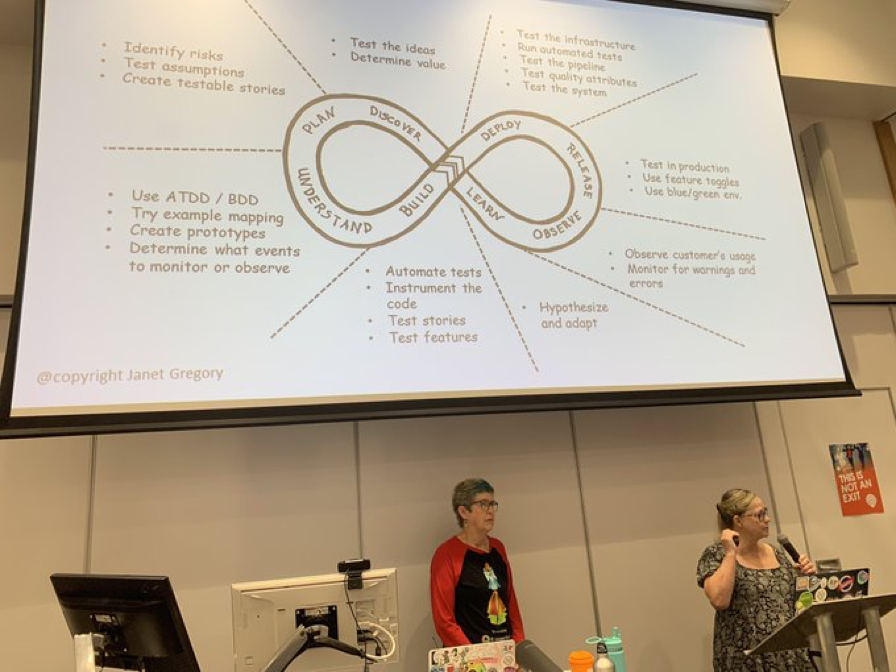 • Identify risks
• Test assumptions
• Create testable stories
• Test the ideas
• Determine value
• Test the infrastructure
• Run automated tests
• Test the pipeline
• Test quality attributes
• Test the system
PLAN
DISCOVER
DEPLOY
RELEASE
OBSERVE
LEARN
BUILD
UNDERSTAND
• Test in production
• Use feature toggles
• Use blue/green env.
• Use ATDD / BDD
• Try example mapping
• Create prototypes
• Determine what events
to monitor or observe
• Observe customer's usage
• Monitor for warnings and
errors
• Automate tests
• Instrument the
code
• Test stories
• Test features
• Hypothesize
and adapt
@copyright Janet Gregory
THIS IS
NOT AN
EXIT